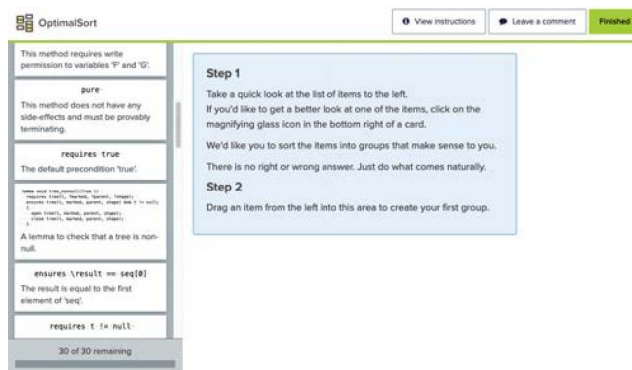 OptimalSort
View instructions
Leave a comment
Finished
This method requires write
permission to variables 'F' and 'G'.
pure
This method does not have any
side-effects and must be provably
terminating.
requires true
The default precondition 'true'.
A lemma to check that a tree is non-
null.
ensures \result == seq[0]
The result is equal to the first
element of 'seq'.
requires t != null
30 of 30 remaining
Step 1
Take a quick look at the list of items to the left.
If you'd like to get a better look at one of the items, click on the
magnifying glass icon in the bottom right of a card.
We'd like you to sort the items into groups that make sense to you.
There is no right or wrong answer. Just do what comes naturally.
Step 2
Drag an item from the left into this area to create your first group.